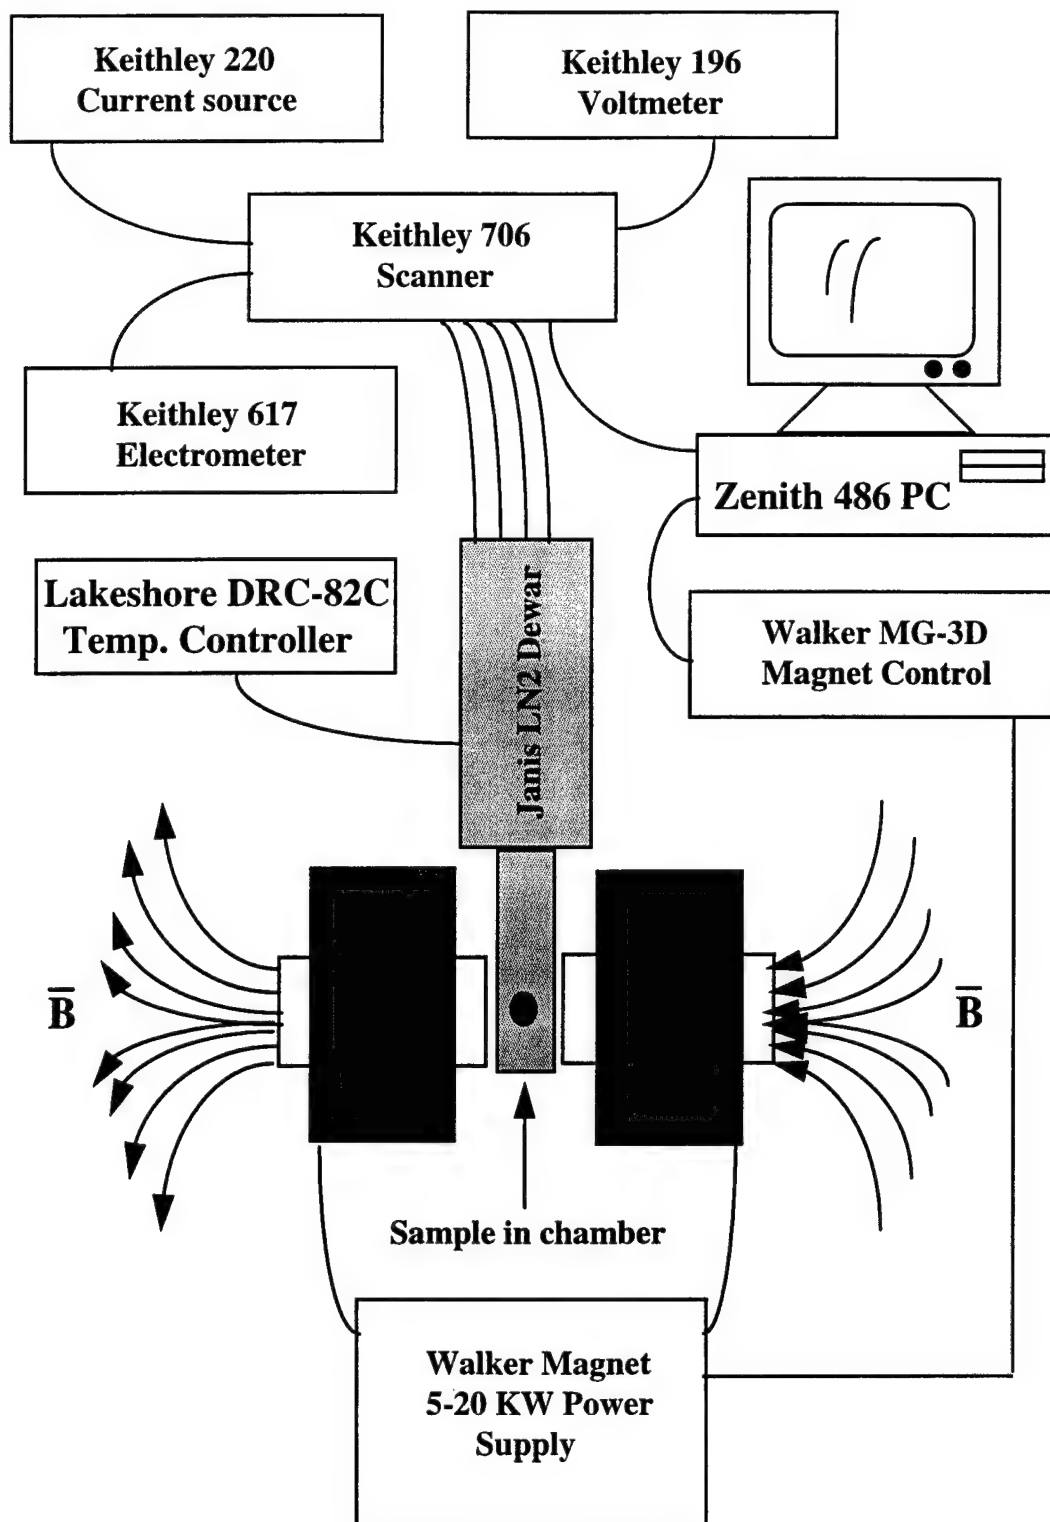 Keithley 220
Current source
Keithley 196
Voltmeter
Keithley 706
Scanner
Keithley 617
Electrometer
Zenith 486 PC
Lakeshore DRC-82C
Temp. Controller
Janis LN2 Dewar
Walker MG-3D
Magnet Control
B̅
B̅
Sample in chamber
Walker Magnet
5-20 KW Power
Supply